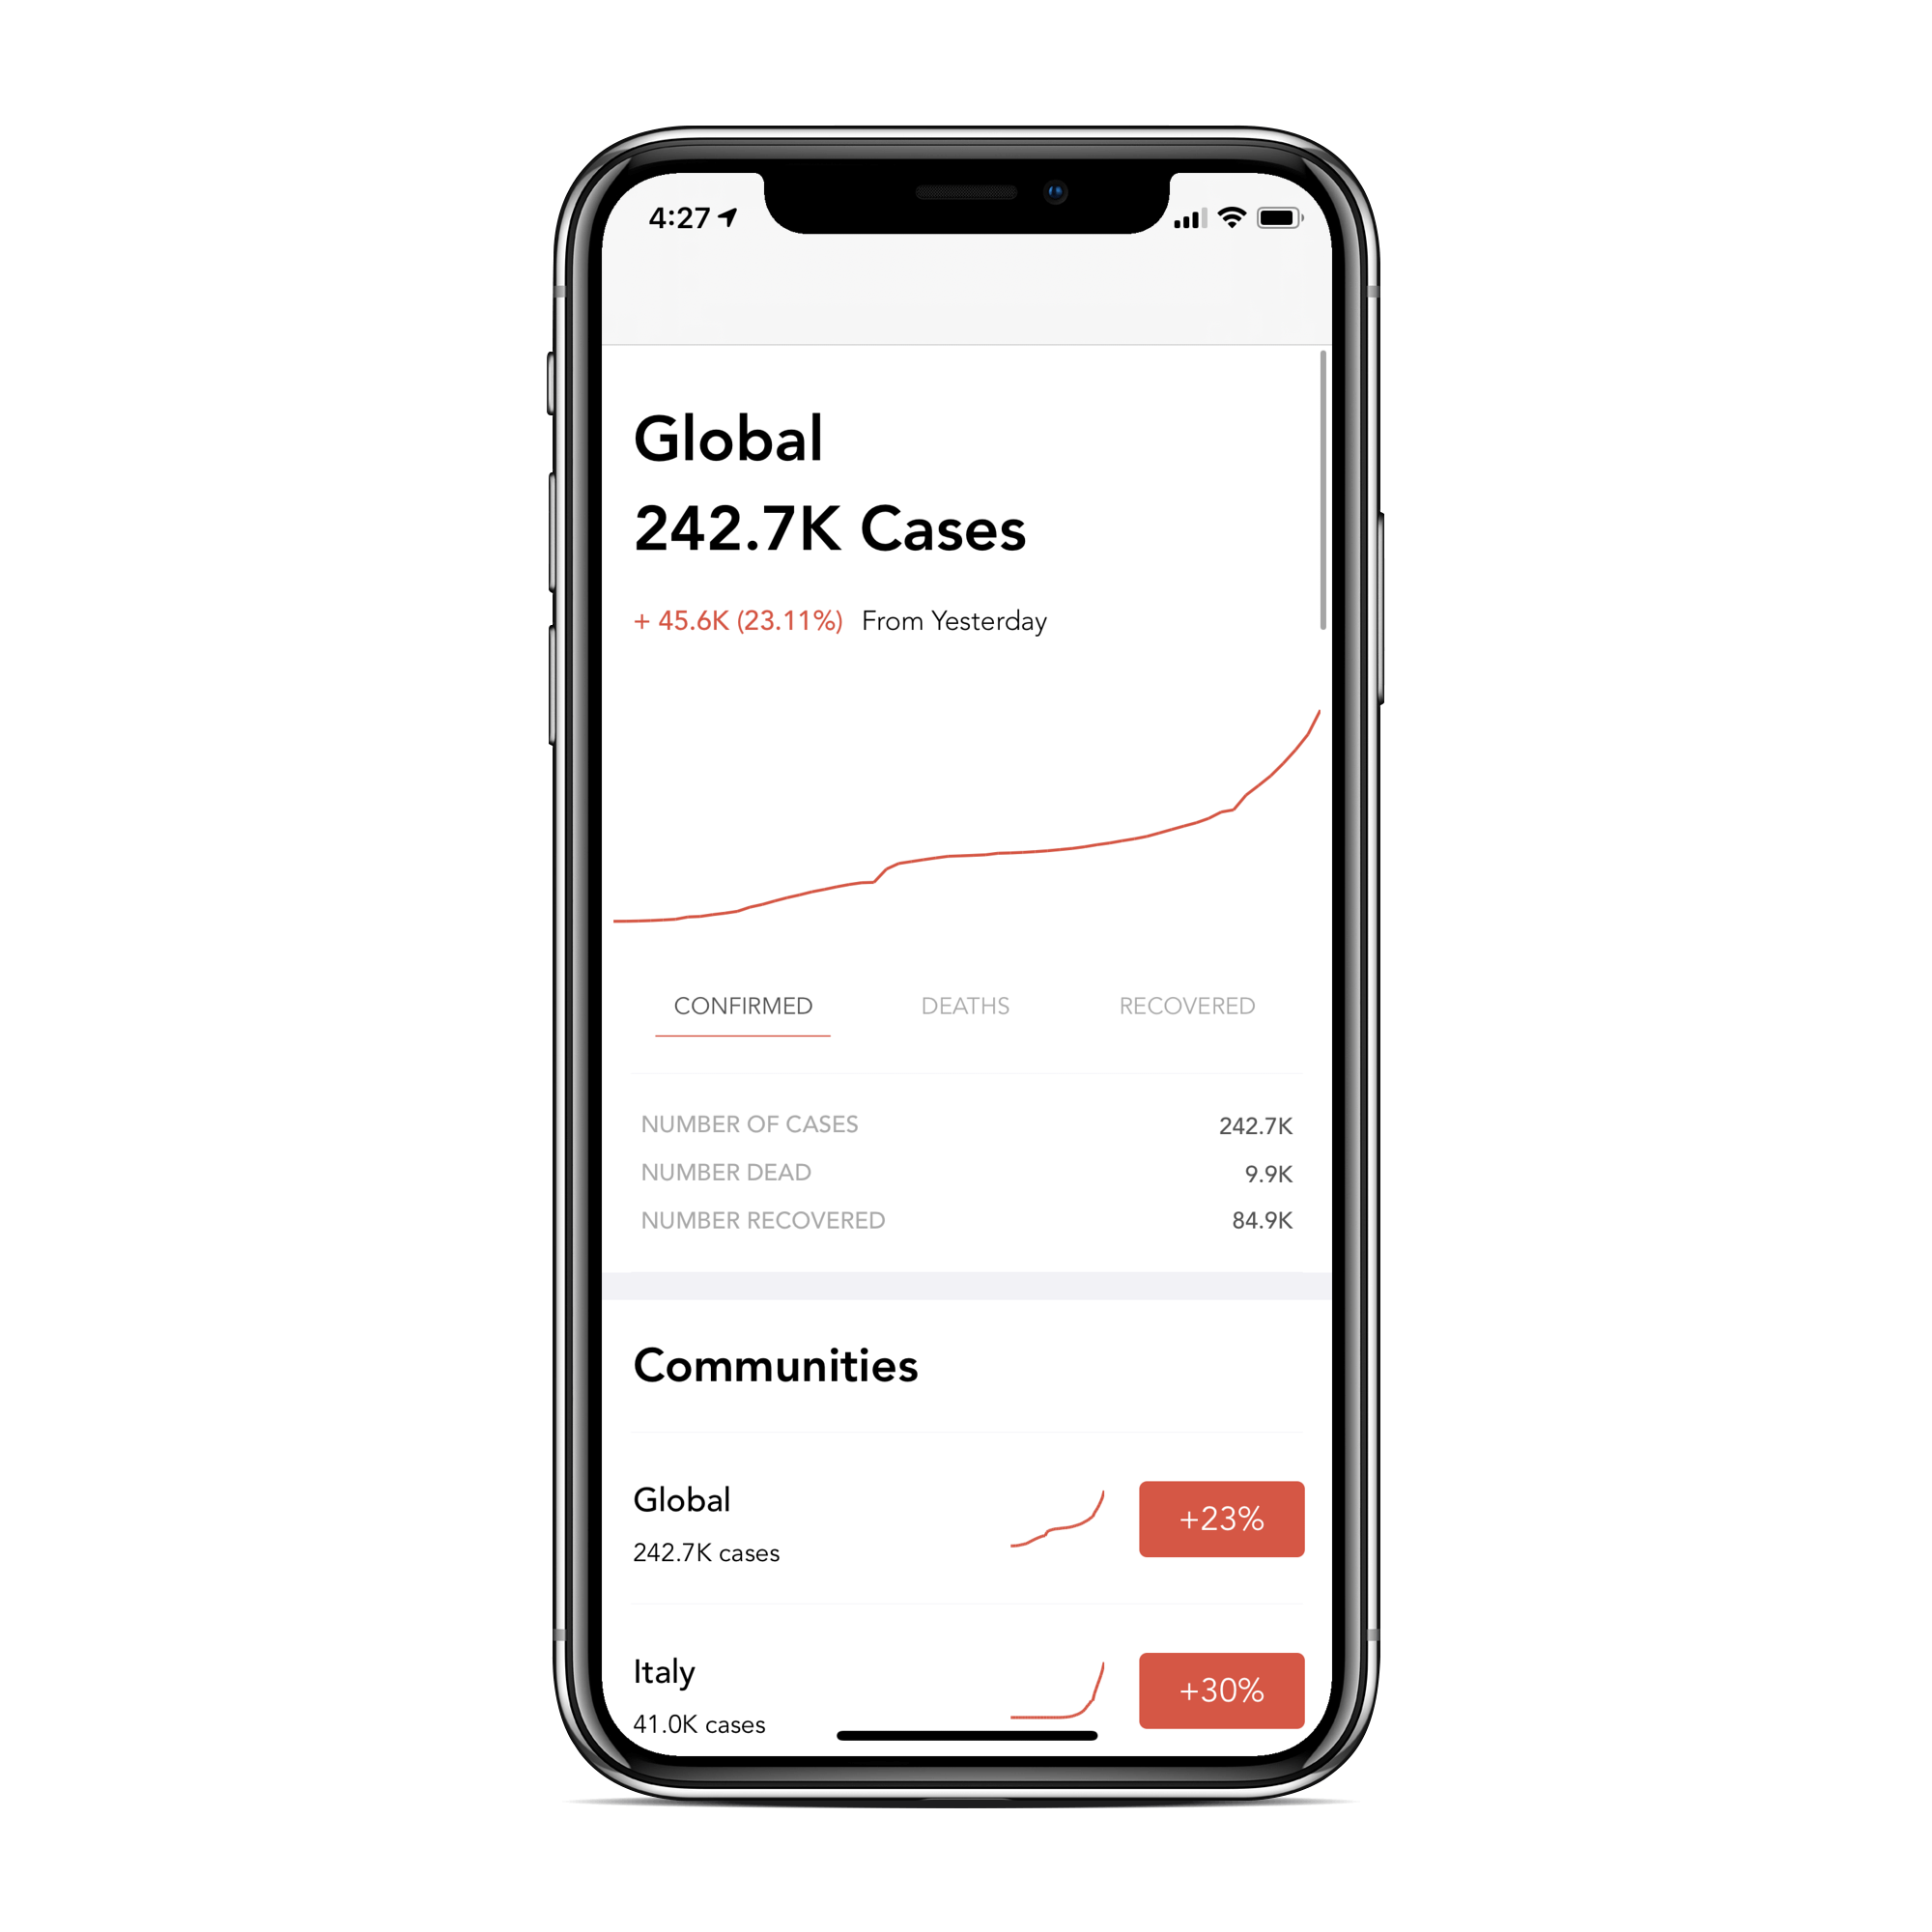 4:27
Global
242.7K Cases
+ 45.6K (23.11%) From Yesterday
CONFIRMED DEATHS RECOVERED
NUMBER OF CASES 242.7K
NUMBER DEAD 9.9K
NUMBER RECOVERED 84.9K
Communities
Global
242.7K cases
+23%
Italy
41.0K cases
+30%